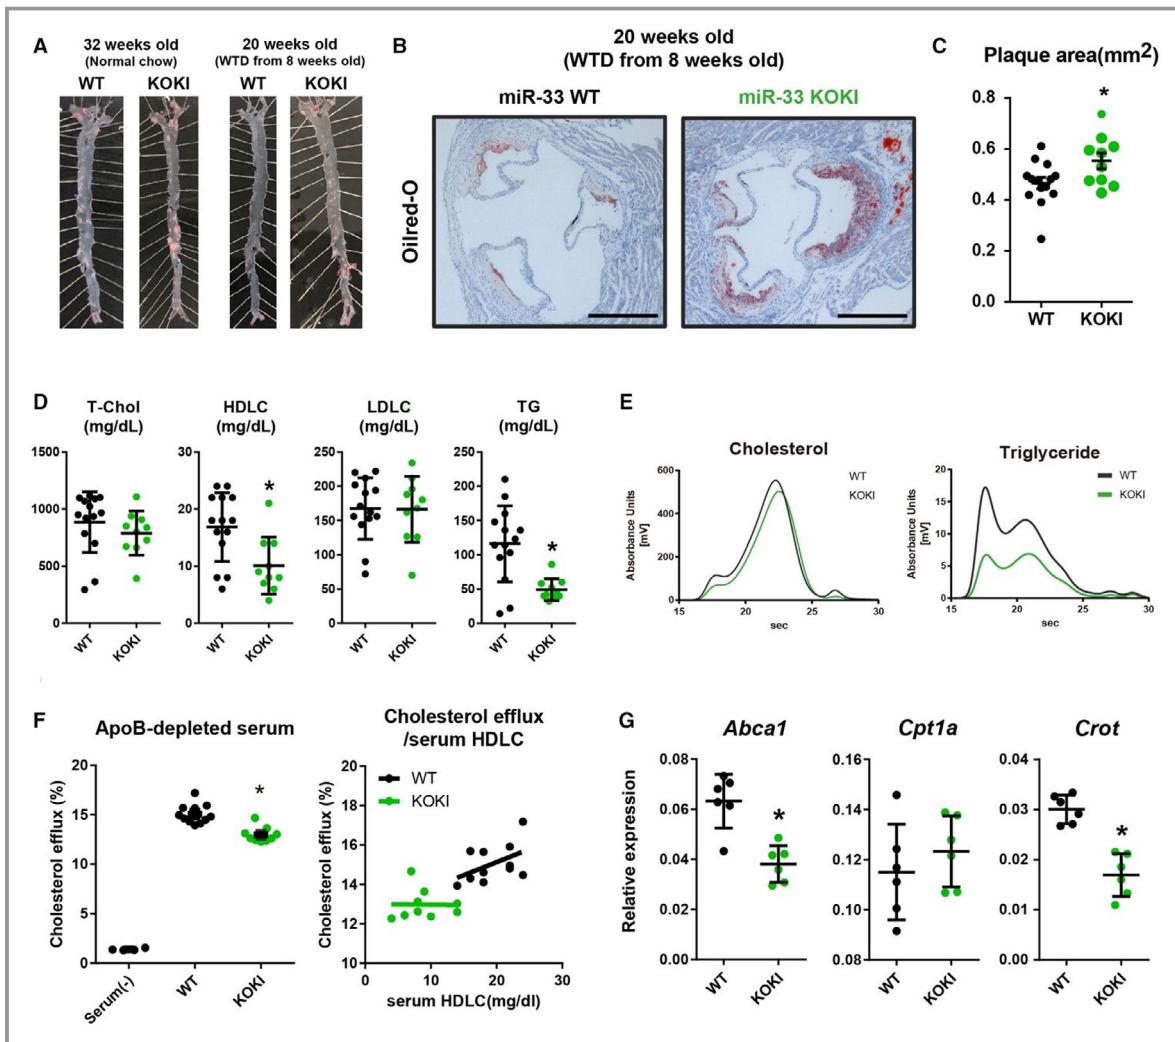 A
32 weeks old
(Normal chow)
20 weeks old
(WTD from 8 weeks old)
WT
KOKI
WT
KOKI
B
20 weeks old
(WTD from 8 weeks old)
miR-33 WT
miR-33 KOKI
Oilred-O
C
Plaque area(mm2)
*
0.8
0.6
0.4
0.2
0.0
WT
KOKI
D
T-Chol
(mg/dL)
1500
1000
500
0
WT
KOKI
HDLC
(mg/dL)
30
20
10
0
*
WT
KOKI
LDLC
(mg/dL)
250
200
150
100
50
0
WT
KOKI
TG
(mg/dL)
250
200
150
100
50
0
*
WT
KOKI
E
Cholesterol
WT
KOKI
Absorbance Units
[mV]
600
400
200
0
15
20
25
30
sec
Triglyceride
WT
KOKI
Absorbance Units
[mV]
20
15
10
5
0
15
20
25
30
sec
F
ApoB-depleted serum
Cholesterol efflux (%)
20
15
10
5
0
*
Serum(-)
WT
KOKI
Cholesterol efflux
/serum HDLC
WT
KOKI
Cholesterol efflux (%)
20
18
16
14
12
10
0
10
20
30
serum HDLC(mg/dl)
G
Relative expression
Abca1
0.08
0.06
0.04
0.02
0.00
*
WT
KOKI
Cpt1a
0.16
0.14
0.12
0.10
0.08
WT
KOKI
Crot
0.04
0.03
0.02
0.01
0.00
*
WT
KOKI